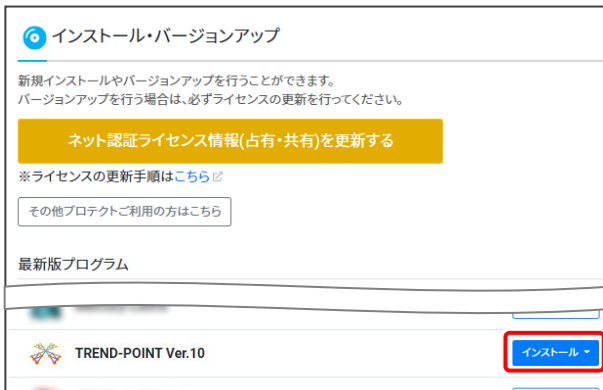 インストール・バージョンアップ
新規インストールやバージョンアップを行うことができます。
バージョンアップを行う場合は、必ずライセンスの更新を行ってください。
ネット認証ライセンス情報(占有・共有)を更新する
※ライセンスの更新手順はこちら
その他プロテクトご利用の方はこちら
最新版プログラム
TREND-POINT Ver.10
インストール